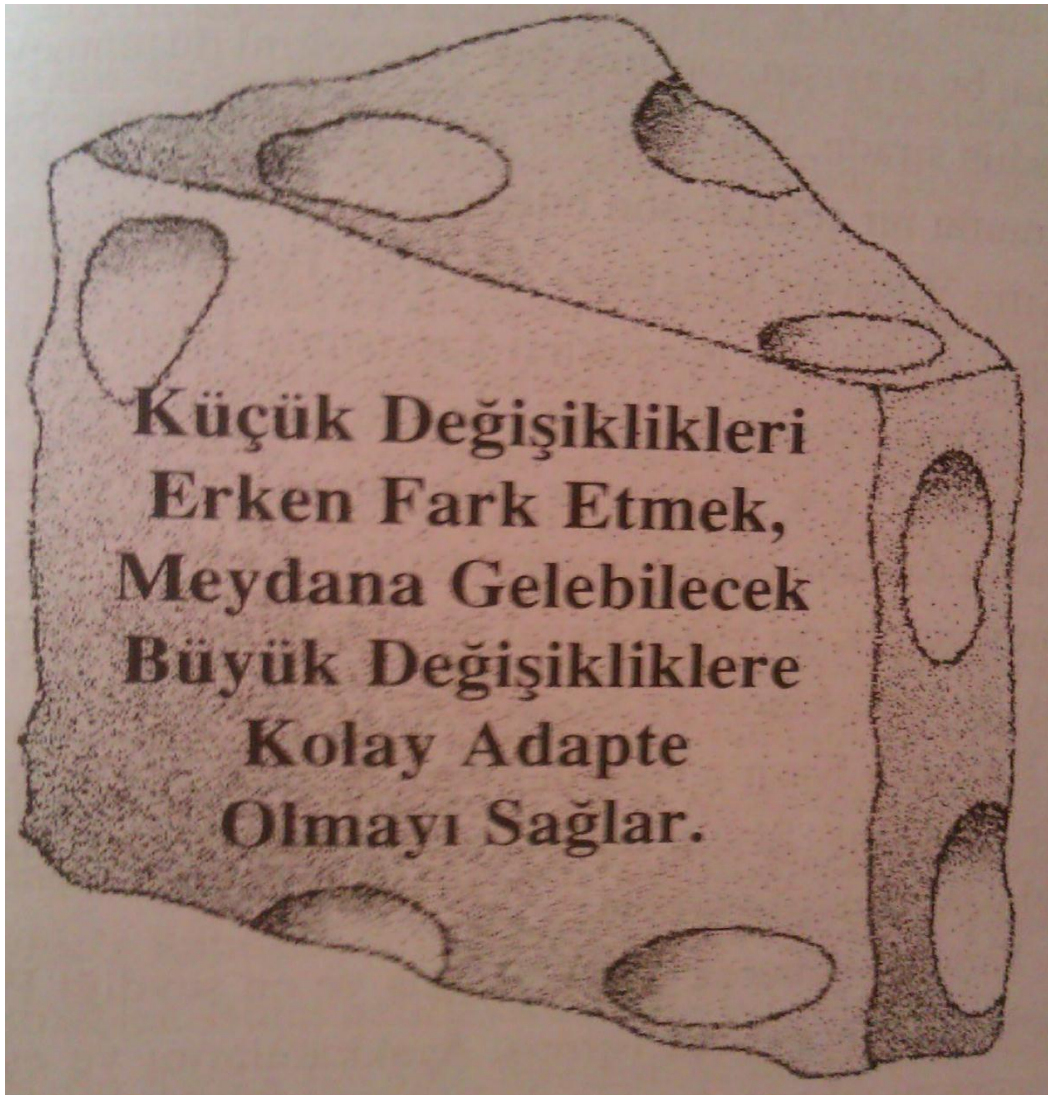 Küçük Değişiklikleri
Erken Fark Etmek,
Meydana Gelebilecek
Büyük Değişikliklere
Kolay Adapte
Olmayı Sağlar.